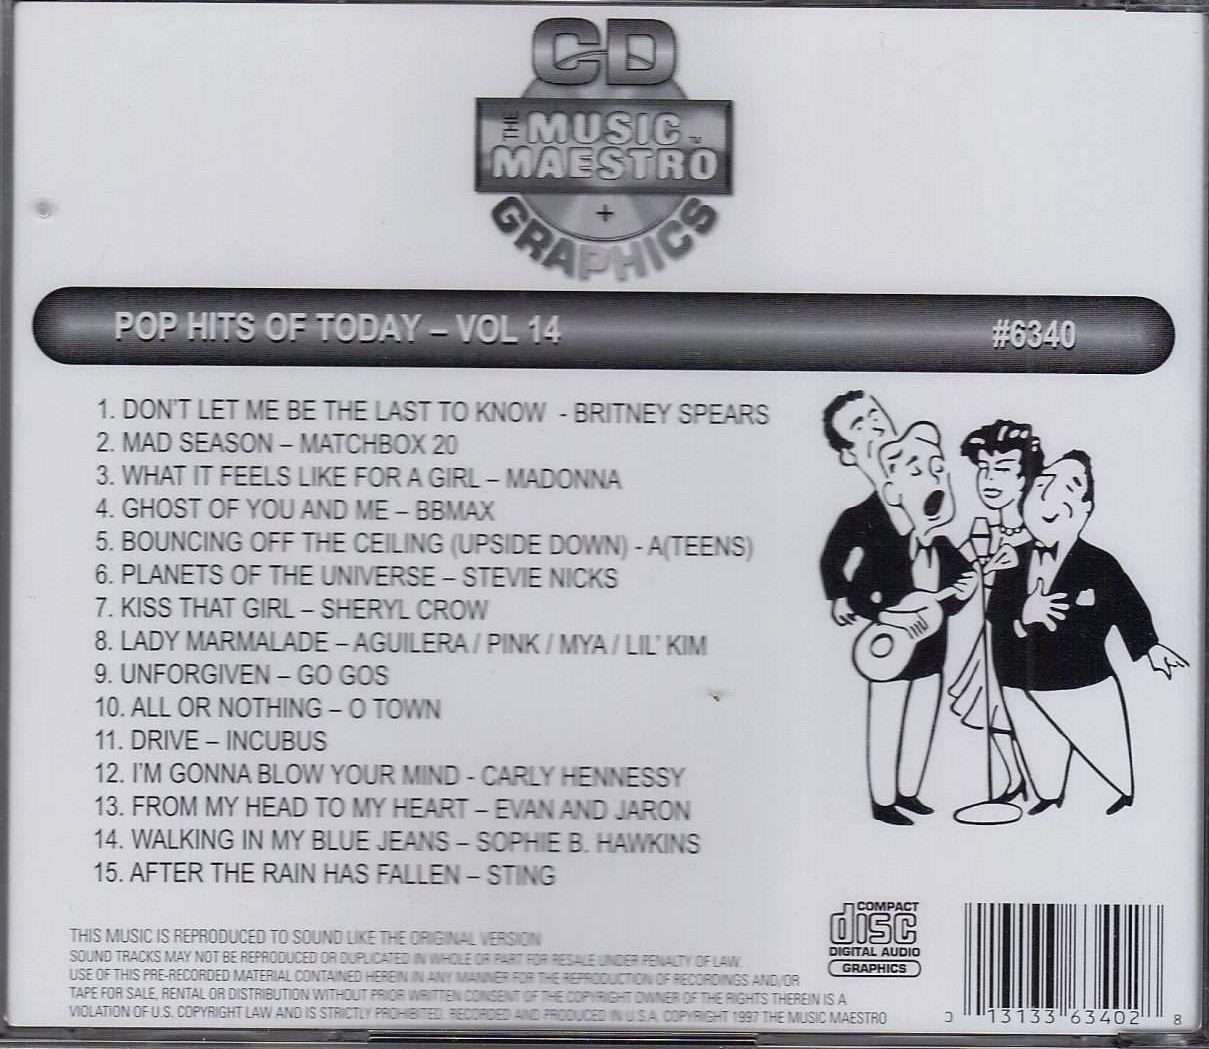 CD
THE MUSIC TM
MAESTRO
+
GRAPHICS
POP HITS OF TODAY – VOL 14 #6340
1. DON'T LET ME BE THE LAST TO KNOW - BRITNEY SPEARS
2. MAD SEASON – MATCHBOX 20
3. WHAT IT FEELS LIKE FOR A GIRL – MADONNA
4. GHOST OF YOU AND ME – BBMAX
5. BOUNCING OFF THE CEILING (UPSIDE DOWN) - A(TEENS)
6. PLANETS OF THE UNIVERSE – STEVIE NICKS
7. KISS THAT GIRL – SHERYL CROW
8. LADY MARMALADE – AGUILERA / PINK / MYA / LIL' KIM
9. UNFORGIVEN – GO GOS
10. ALL OR NOTHING – O TOWN
11. DRIVE – INCUBUS
12. I'M GONNA BLOW YOUR MIND - CARLY HENNESSY
13. FROM MY HEAD TO MY HEART – EVAN AND JARON
14. WALKING IN MY BLUE JEANS – SOPHIE B. HAWKINS
15. AFTER THE RAIN HAS FALLEN – STING
THIS MUSIC IS REPRODUCED TO SOUND LIKE THE ORIGINAL VERSION
SOUND TRACKS MAY NOT BE REPRODUCED OR DUPLICATED IN WHOLE OR PART FOR RESALE UNDER PENALTY OF LAW.
USE OF THIS PRE-RECORDED MATERIAL CONTAINED HEREIN IN ANY MANNER FOR THE REPRODUCTION OF RECORDINGS AND/OR
TAPE FOR SALE, RENTAL OR DISTRIBUTION WITHOUT PRIOR WRITTEN CONSENT OF THE COPYRIGHT OWNER OF THE RIGHTS THEREIN IS A
VIOLATION OF U.S. COPYRIGHT LAW AND IS STRICTLY PROHIBITED. RECORDED AND PRODUCED IN U.S.A. COPYRIGHT 1997 THE MUSIC MAESTRO
COMPACT
disc
DIGITAL AUDIO
GRAPHICS
0 13133 63402 8